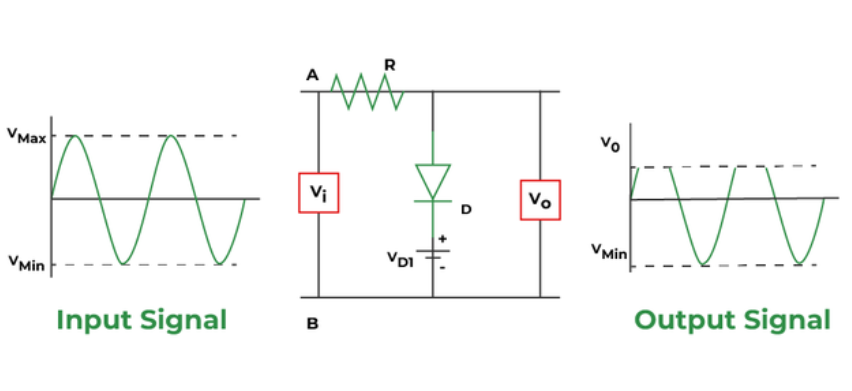 VMax
VMin
Input Signal
A
R
Vi
D
+
VD1
-
Vo
B
V0
VMin
Output Signal